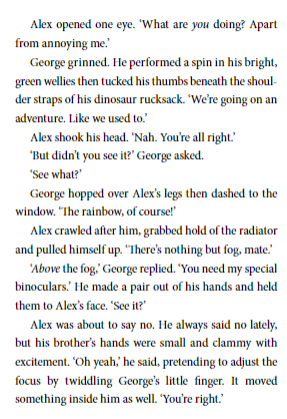 Alex opened one eye. ‘What are you doing? Apart
from annoying me.’
George grinned. He performed a spin in his bright,
green wellies then tucked his thumbs beneath the shoul-
der straps of his dinosaur rucksack. ‘We’re going on an
adventure. Like we used to.’
Alex shook his head. ‘Nah. You’re all right.’
‘But didn’t you see it?’ George asked.
‘See what?’
George hopped over Alex’s legs then dashed to the
window. ‘The rainbow, of course!’
Alex crawled after him, grabbed hold of the radiator
and pulled himself up. ‘There’s nothing but fog, mate.’
‘Above the fog,’ George replied. ‘You need my special
binoculars.’ He made a pair out of his hands and held
them to Alex’s face. ‘See it?’
Alex was about to say no. He always said no lately,
but his brother’s hands were small and clammy with
excitement. ‘Oh yeah,’ he said, pretending to adjust the
focus by twiddling George’s little finger. It moved
something inside him as well. ‘You’re right.’